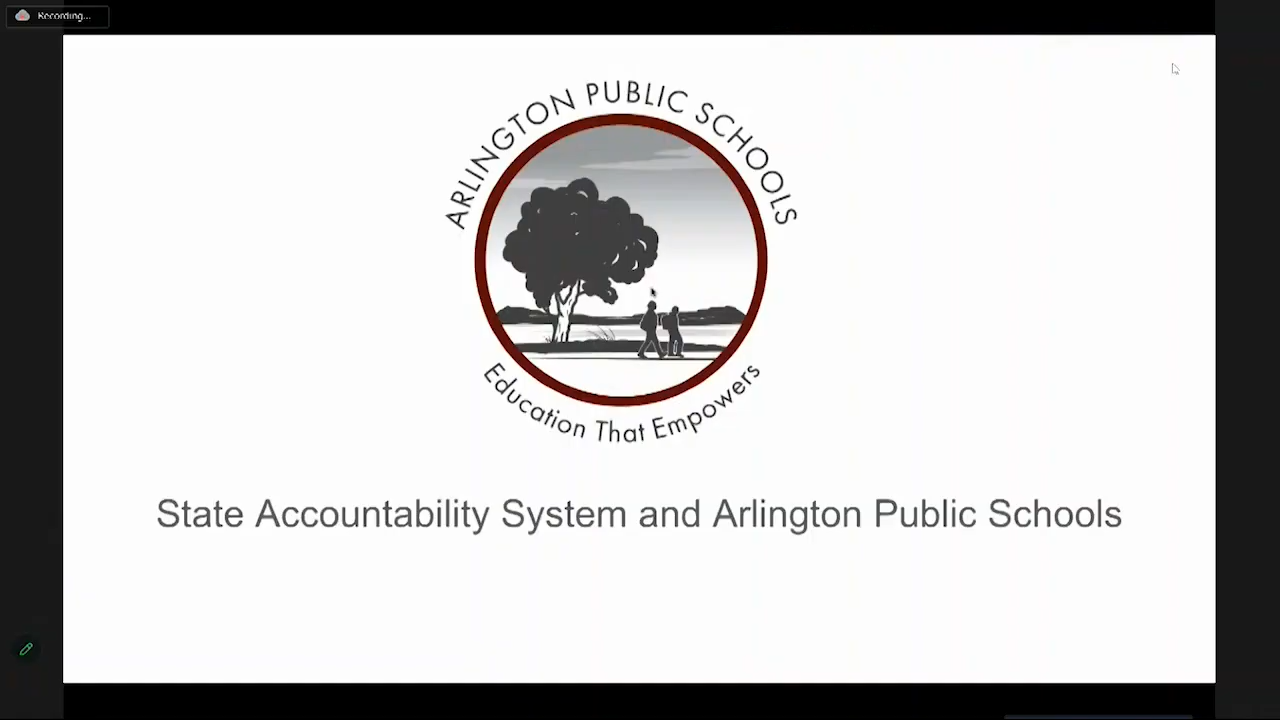 Recording...
ARLINGTON PUBLIC SCHOOLS
Education That Empowers
State Accountability System and Arlington Public Schools